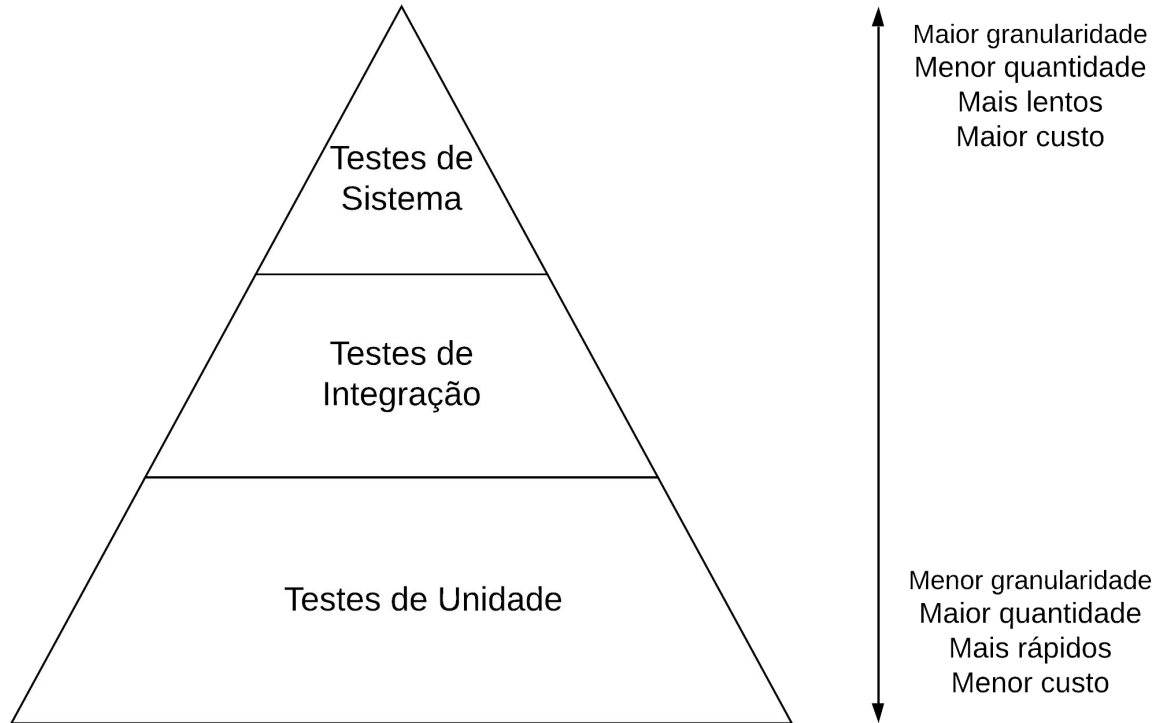 Testes de
Sistema
Testes de
Integração
Testes de Unidade
Maior granularidade
Menor quantidade
Mais lentos
Maior custo
Menor granularidade
Maior quantidade
Mais rápidos
Menor custo